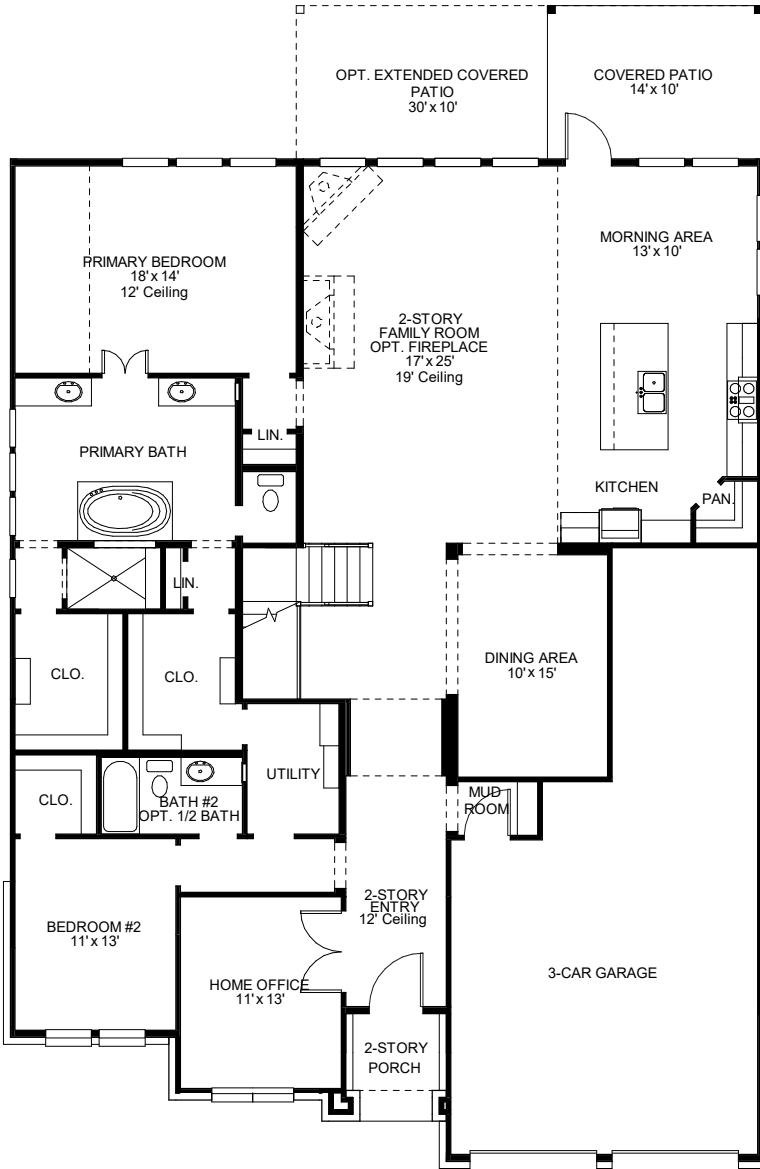 OPT. EXTENDED COVERED
PATIO
30' x 10'
COVERED PATIO
14' x 10'
PRIMARY BEDROOM
18' x 14'
12' Ceiling
MORNING AREA
13' x 10'
2-STORY
FAMILY ROOM
OPT. FIREPLACE
17' x 25'
19' Ceiling
LIN.
PRIMARY BATH
KITCHEN
PAN.
LIN.
CLO.
CLO.
DINING AREA
10' x 15'
UTILITY
CLO.
BATH #2
OPT. 1/2 BATH
MUD
ROOM
2-STORY
ENTRY
12' Ceiling
BEDROOM #2
11' x 13'
HOME OFFICE
11' x 13'
3-CAR GARAGE
2-STORY
PORCH